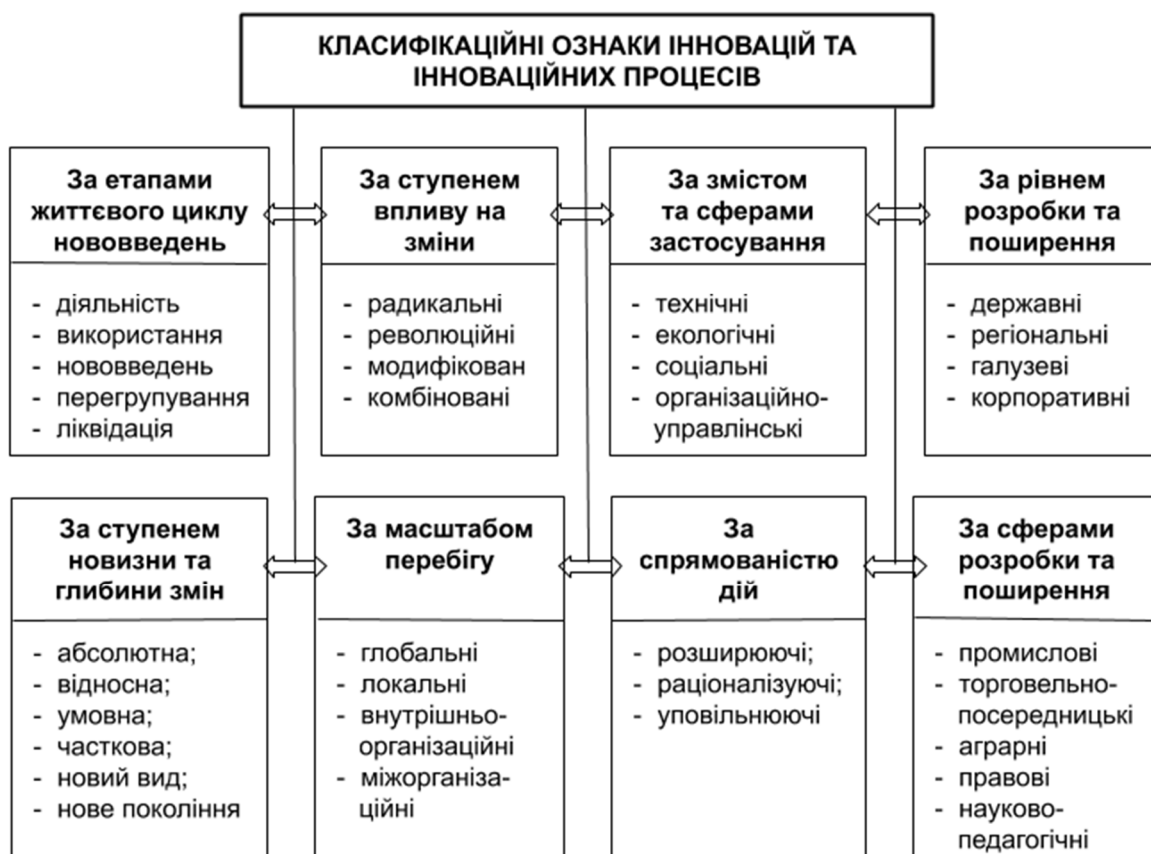 КЛАСИФІКАЦІЙНІ ОЗНАКИ ІННОВАЦІЙ ТА
ІННОВАЦІЙНИХ ПРОЦЕСІВ
За етапами
життєвого циклу
нововведень
- діяльність
- використання
- нововведень
- перегрупування
- ліквідація
За ступенем
впливу на
зміни
- радикальні
- революційні
- модифікован
- комбіновані
За змістом
та сферами
застосування
- технічні
- екологічні
- соціальні
- організаційно-
управлінські
За рівнем
розробки та
поширення
- державні
- регіональні
- галузеві
- корпоративні
За ступенем
новизни та
глибини змін
- абсолютна;
- відносна;
- умовна;
- часткова;
- новий вид;
- нове покоління
За масштабом
перебігу
- глобальні
- локальні
- внутрішньо-
організаційні
- міжорганіза-
ційні
За
спрямованістю
дій
- розширюючі;
- раціоналізуючі;
- уповільнюючі
За сферами
розробки та
поширення
- промислові
- торговельно-
посередницькі
- аграрні
- правові
- науково-
педагогічні